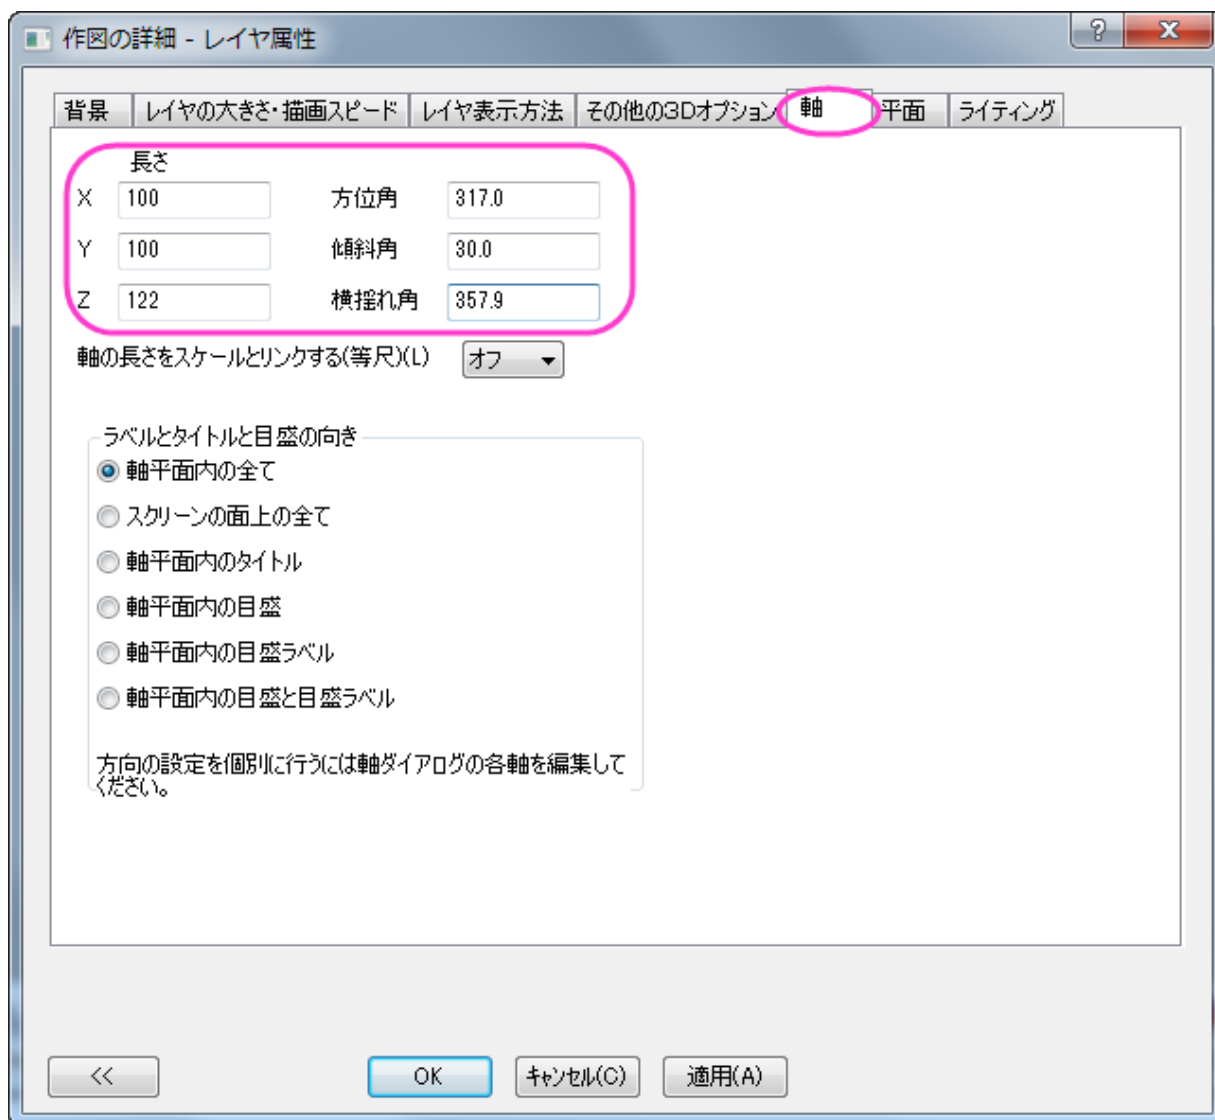 作図の詳細 - レイヤ属性
背景 レイヤの大きさ・描画スピード レイヤ表示方法 その他の3Dオプション 軸 平面 ライティング
長さ
X 100 方位角 317.0
Y 100 傾斜角 30.0
Z 122 横揺れ角 357.9
軸の長さをスケールとリンクする(等尺)(L) オフ
ラベルとタイトルと目盛の向き
軸平面内の全て
スクリーンの面上の全て
軸平面内のタイトル
軸平面内の目盛
軸平面内の目盛ラベル
軸平面内の目盛と目盛ラベル
方向の設定を個別に行うには軸ダイアログの各軸を編集して
ください。
<< OK キャンセル(C) 適用(A)